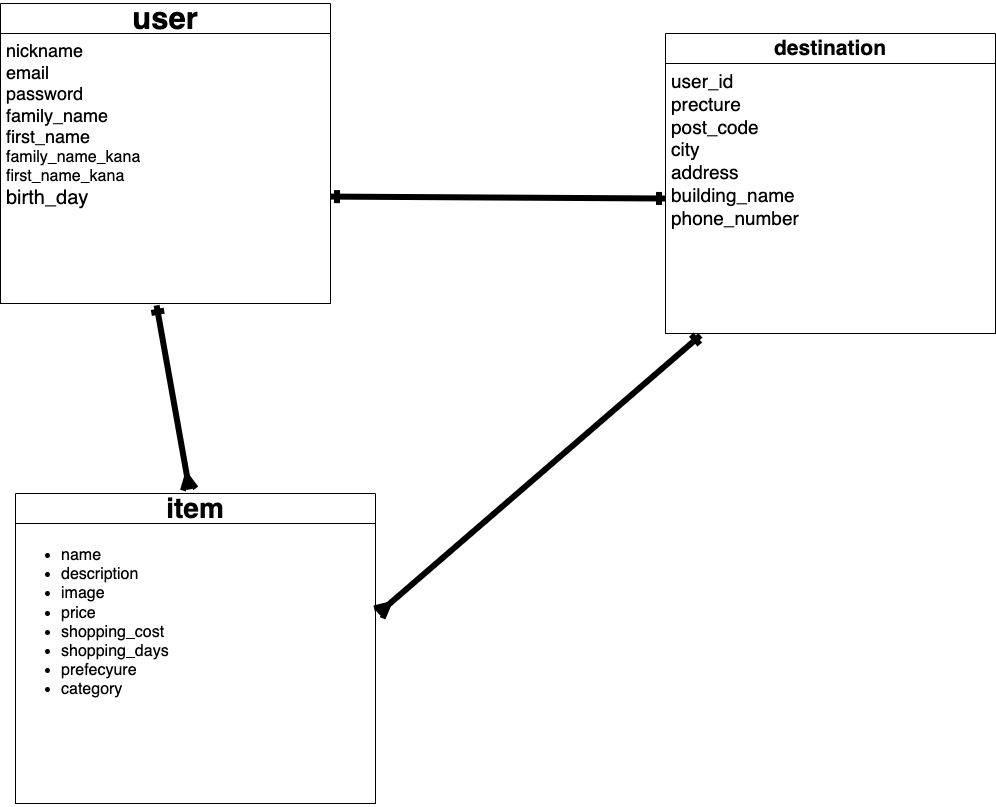 user
nickname
email
password
family_name
first_name
family_name_kana
first_name_kana
birth_day
destination
user_id
precture
post_code
city
address
building_name
phone_number
item
name
description
image
price
shopping_cost
shopping_days
prefecyure
category